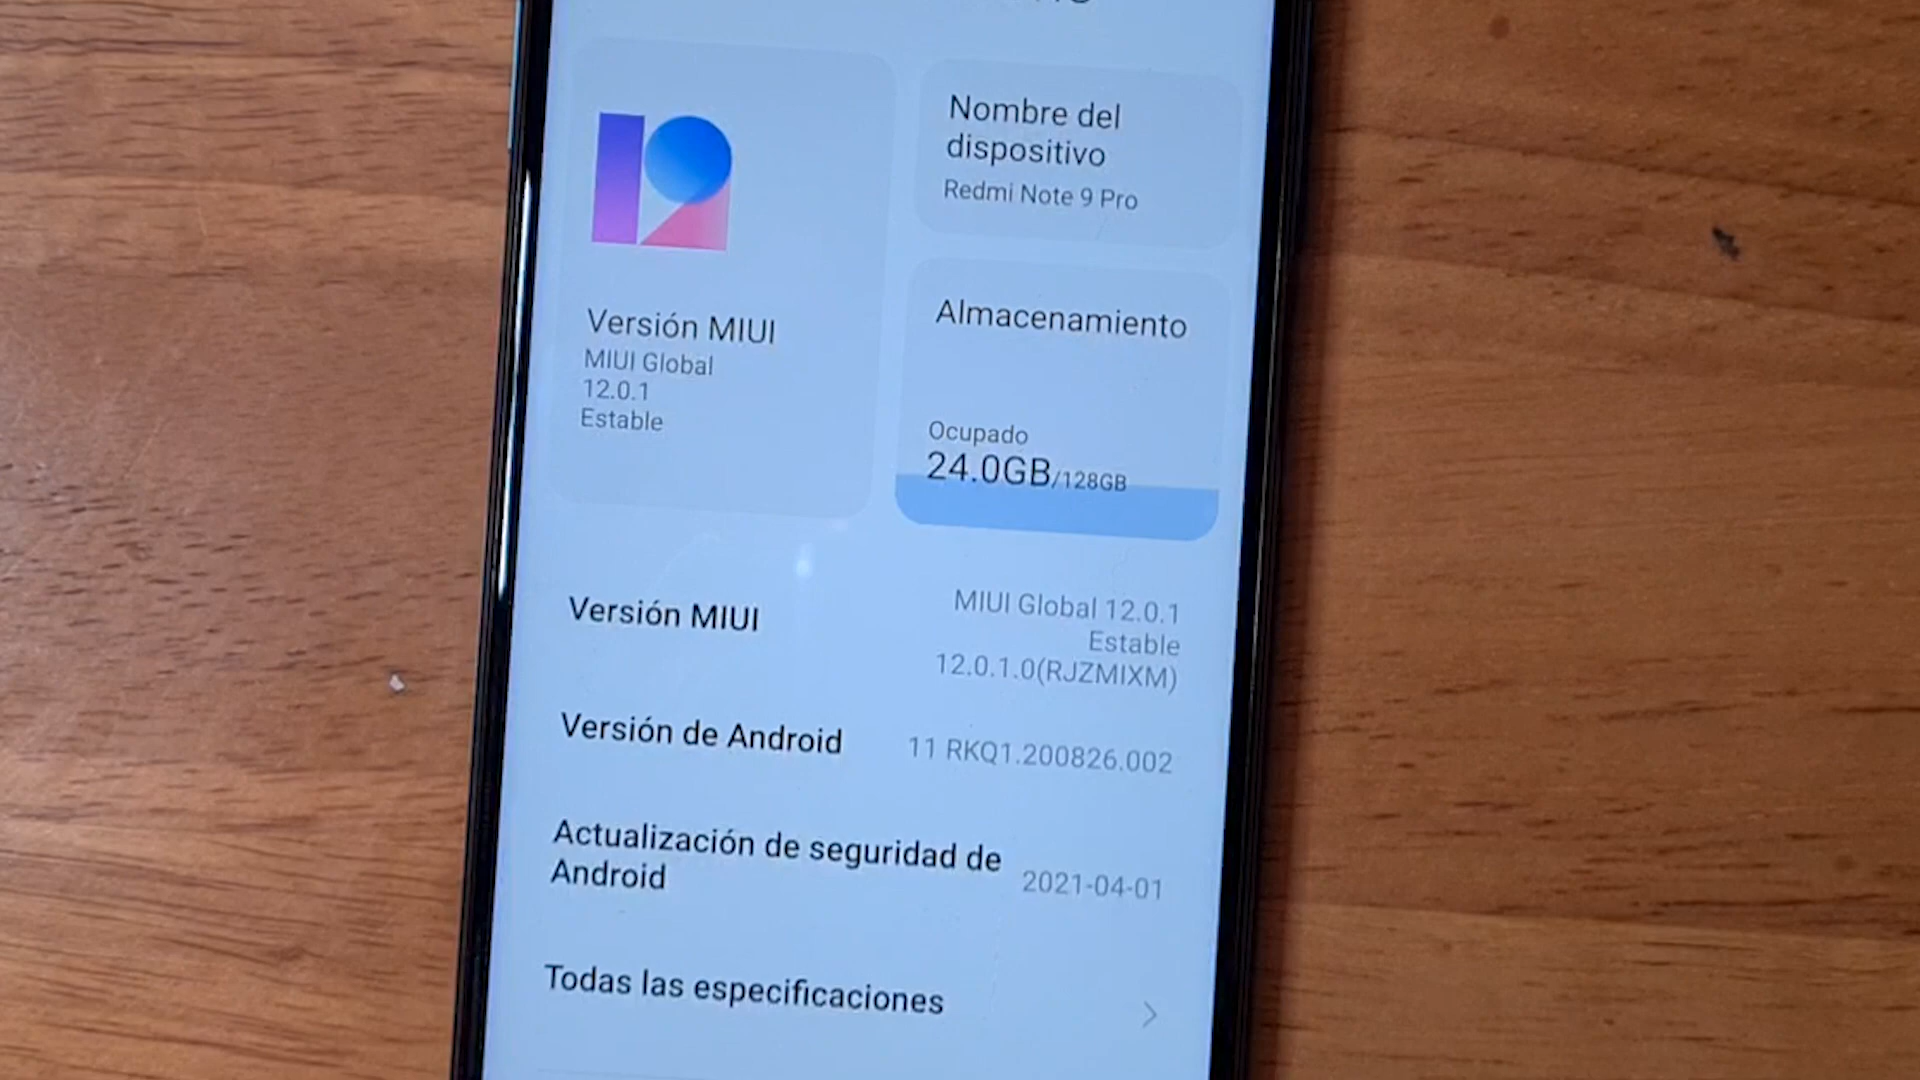 Nombre del
dispositivo
Redmi Note 9 Pro
Versión MIUI
MIUI Global
12.0.1
Estable
Almacenamiento
Ocupado
24.0GB/128GB
Versión MIUI
MIUI Global 12.0.1
Estable
12.0.1.0(RJZMIXM)
Versión de Android
11 RKQ1.200826.002
Actualización de seguridad de
Android
2021-04-01
Todas las especificaciones